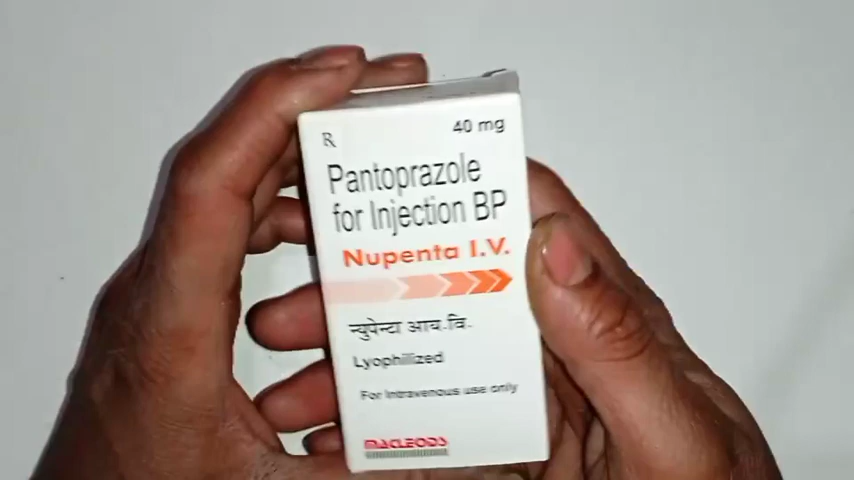 ℞ 40 mg
Pantoprazole
for Injection BP
Nupenta I.V.
न्युपेन्टा आय.वि.
Lyophilized
For Intravenous use only
MACLEODS